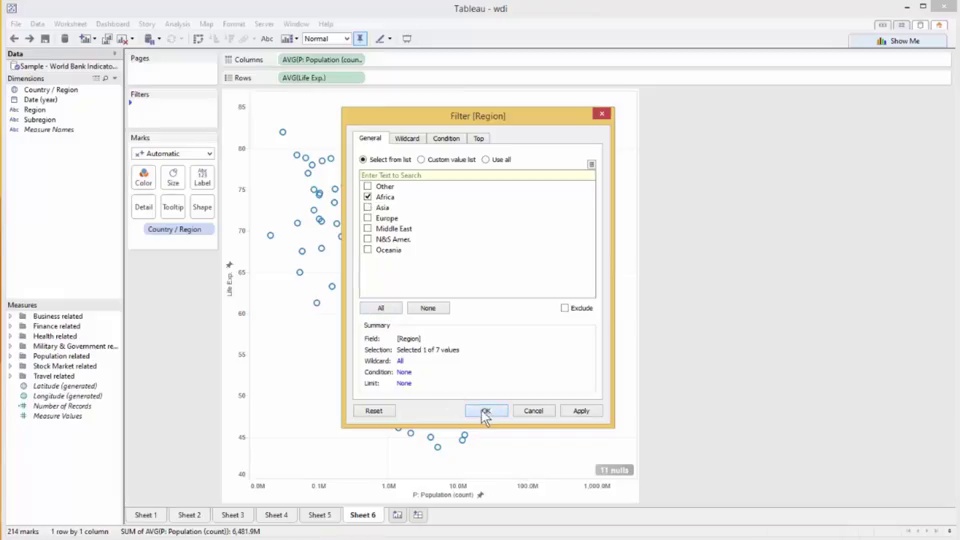 Tableau - wdi
File Data Worksheet Dashboard Story Analysis Map Format Server Window Help
Abc Normal Show Me
Data
Sample - World Bank Indicato...
Dimensions
Country / Region
Date (year)
Abc Region
Abc Subregion
Abc Measure Names
Measures
Business related
Finance related
Health related
Military & Government re...
Population related
Stock Market related
Travel related
Latitude (generated)
Longitude (generated)
Number of Records
Measure Values
Pages
Filters
Marks
Automatic
Color Size Label
Detail Tooltip Shape
Country / Region
Columns AVG(P: Population (coun..
Rows AVG(Life Exp.)
85
80
75
70
65
60
55
50
45
40
Life Exp.
0.0M 0.1M 1.0M 10.0M 100.0M 1,000.9M
P: Population (count)
11 nulls
Filter [Region]
General Wildcard Condition Top
Select from list Custom value list Use all
Enter Text to Search
Other
Africa
Asia
Europe
Middle East
N&S Ames
Oceania
All None Exclude
Summary
Field: [Region]
Selection: Selected 1 of 7 values
Wildcard: All
Condition: None
Limit: None
Reset OK Cancel Apply
Sheet 1 Sheet 2 Sheet 3 Sheet 4 Sheet 5 Sheet 6
214 marks 1 row by 1 column SUM of AVG(P: Population (count)): 6,481.9M